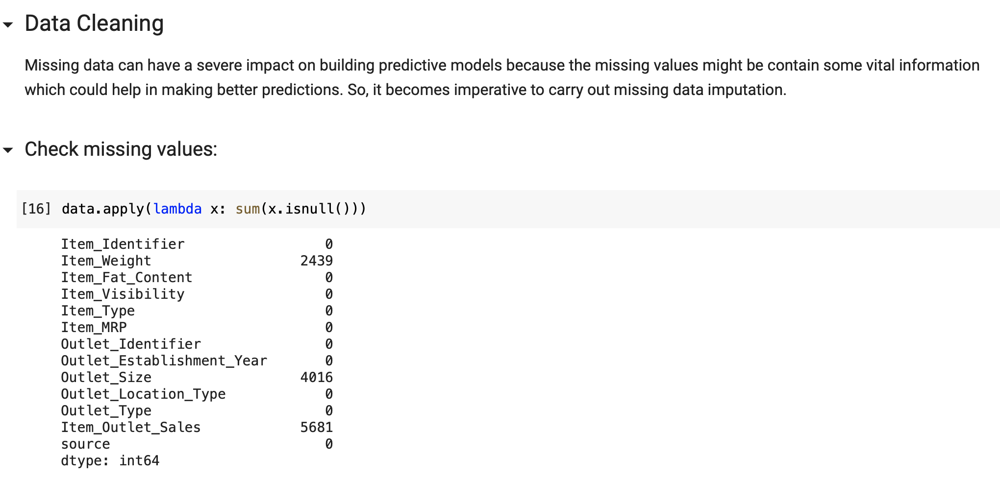 Data Cleaning
Missing data can have a severe impact on building predictive models because the missing values might be contain some vital information
which could help in making better predictions. So, it becomes imperative to carry out missing data imputation.
Check missing values:
[16] data.apply(lambda x: sum(x.isnull()))
Item_Identifier 0
Item_Weight 2439
Item_Fat_Content 0
Item_Visibility 0
Item_Type 0
Item_MRP 0
Outlet_Identifier 0
Outlet_Establishment_Year 0
Outlet_Size 4016
Outlet_Location_Type 0
Outlet_Type 0
Item_Outlet_Sales 5681
source 0
dtype: int64